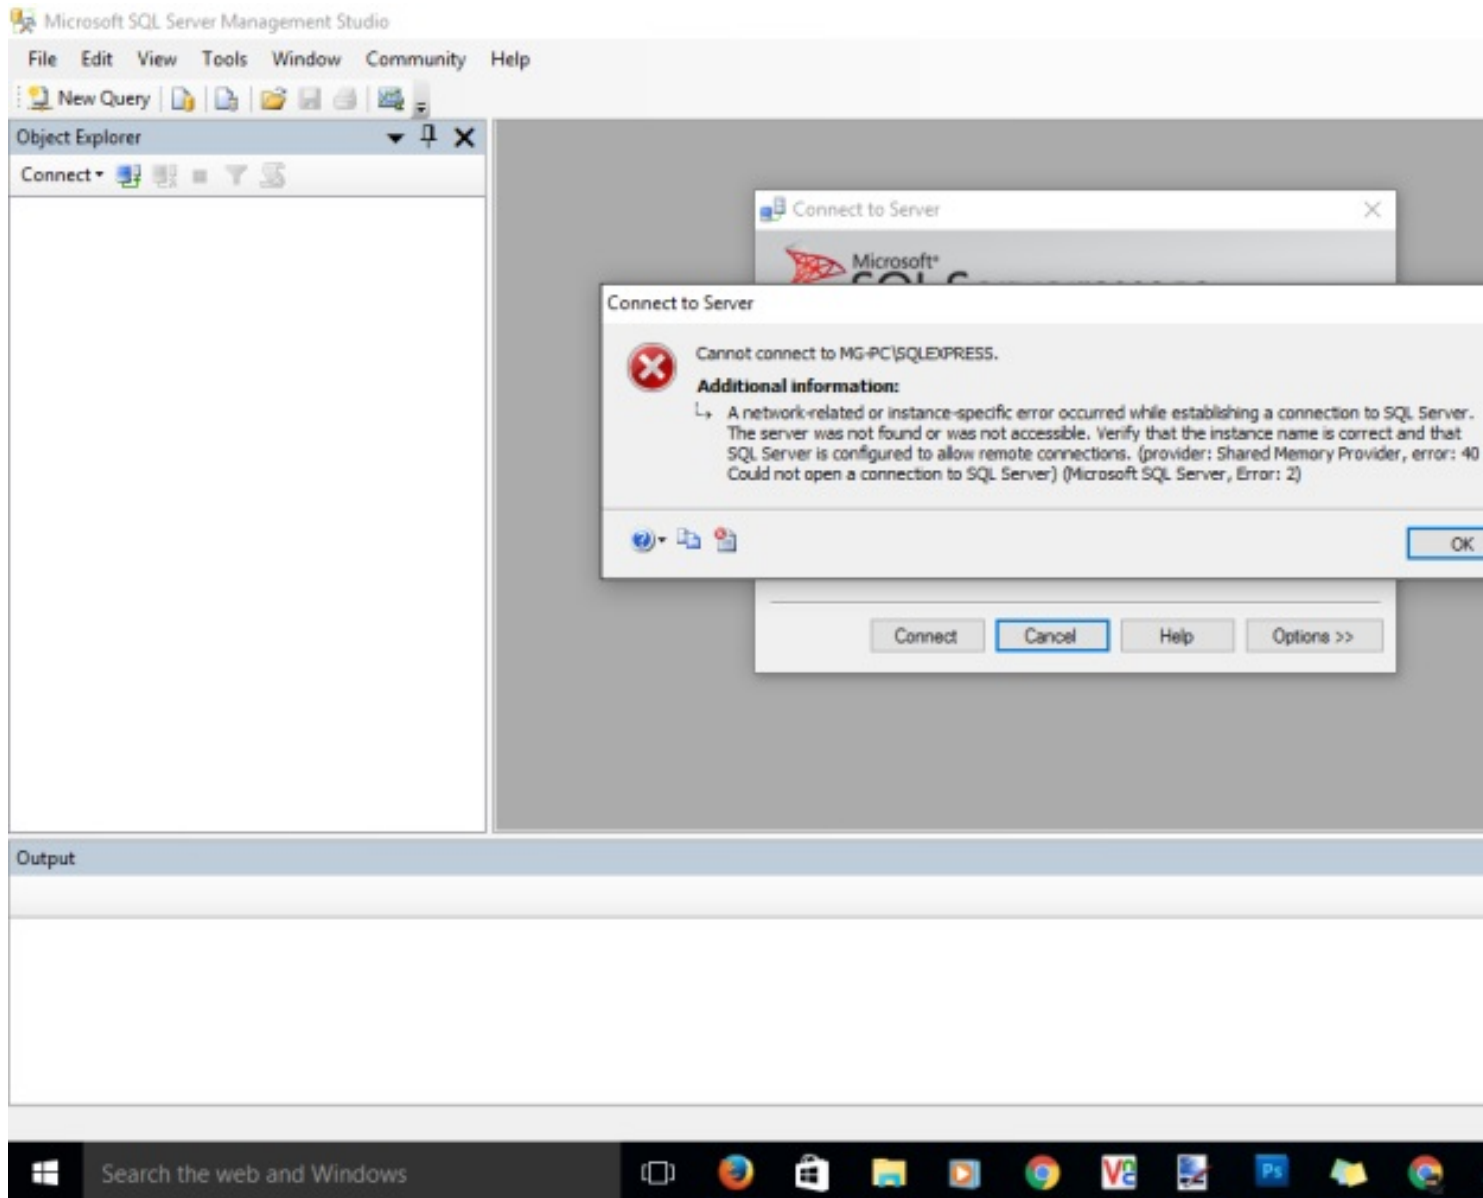 Microsoft SQL Server Management Studio
File Edit View Tools Window Community Help
New Query
Object Explorer
Connect
Connect to Server
Microsoft®
Connect to Server
Cannot connect to MG-PC\SQLEXPRESS.
Additional information:
A network-related or instance-specific error occurred while establishing a connection to SQL Server.
The server was not found or was not accessible. Verify that the instance name is correct and that
SQL Server is configured to allow remote connections. (provider: Shared Memory Provider, error: 40
Could not open a connection to SQL Server) (Microsoft SQL Server, Error: 2)
OK
Connect Cancel Help Options >>
Output
Search the web and Windows
Ps